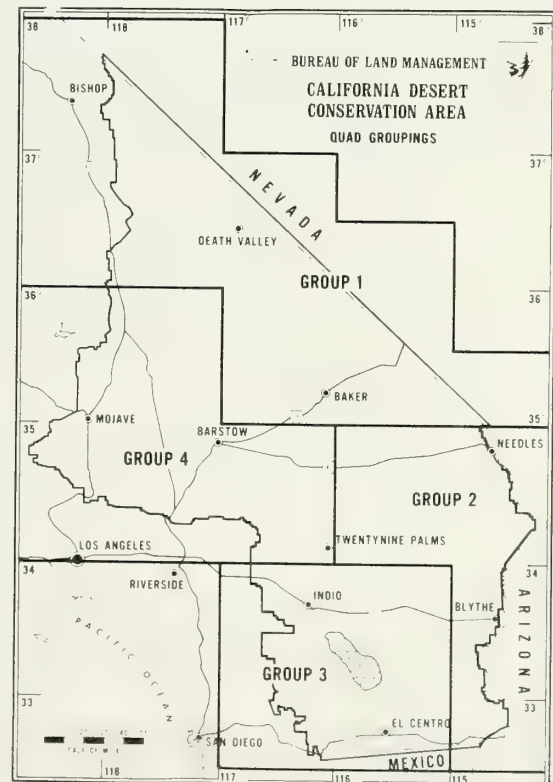 38
118
117
116
115
38
BUREAU OF LAND MANAGEMENT
CALIFORNIA DESERT
CONSERVATION AREA
QUAD GROUPINGS
BISHOP
37
NEVADA
37
DEATH VALLEY
GROUP 1
36
36
BAKER
35
MOJAVE
BARSTOW
35
NEEDLES
GROUP 4
GROUP 2
LOS ANGELES
TWENTYNINE PALMS
34
34
RIVERSIDE
INDIO
BLYTHE
ARIZONA
PACIFIC OCEAN
GROUP 3
33
33
EL CENTRO
SAN DIEGO
MEXICO
118
117
116
115